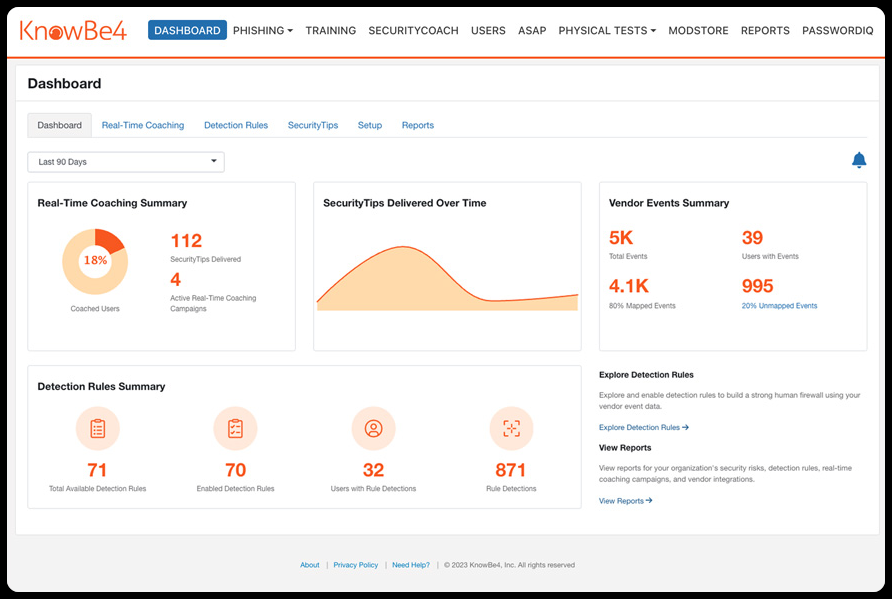 KnowBe4
DASHBOARD PHISHING TRAINING SECURITYCOACH USERS ASAP PHYSICAL TESTS MODSTORE REPORTS PASSWORDIQ
Dashboard
Dashboard Real-Time Coaching Detection Rules SecurityTips Setup Reports
Last 90 Days
Real-Time Coaching Summary
18%
Coached Users
112
SecurityTips Delivered
4
Active Real-Time Coaching
Campaigns
SecurityTips Delivered Over Time
Vendor Events Summary
5K
Total Events
39
Users with Events
4.1K
80% Mapped Events
995
20% Unmapped Events
Detection Rules Summary
71
Total Available Detection Rules
70
Enabled Detection Rules
32
Users with Rule Detections
871
Rule Detections
Explore Detection Rules
Explore and enable detection rules to build a strong human firewall using your
vendor event data.
Explore Detection Rules →
View Reports
View reports for your organization's security risks, detection rules, real-time
coaching campaigns, and vendor integrations.
View Reports →
About | Privacy Policy | Need Help? | © 2023 KnowBe4, Inc. All rights reserved